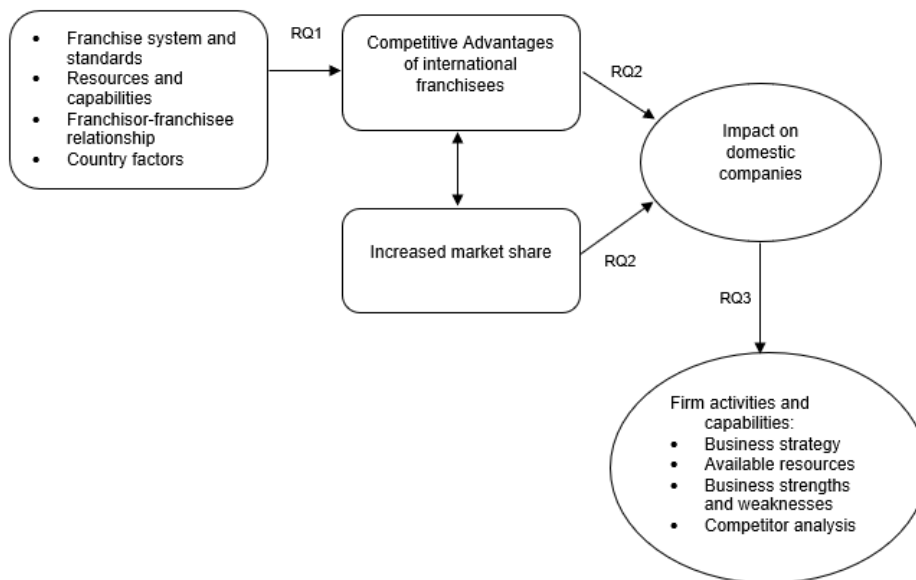 • Franchise system and
standards
• Resources and
capabilities
• Franchisor-franchisee
relationship
• Country factors
RQ1
Competitive Advantages
of international
franchisees
RQ2
Impact on
domestic
companies
Increased market share
RQ2
RQ3
Firm activities and
capabilities:
• Business strategy
• Available resources
• Business strengths
and weaknesses
• Competitor analysis